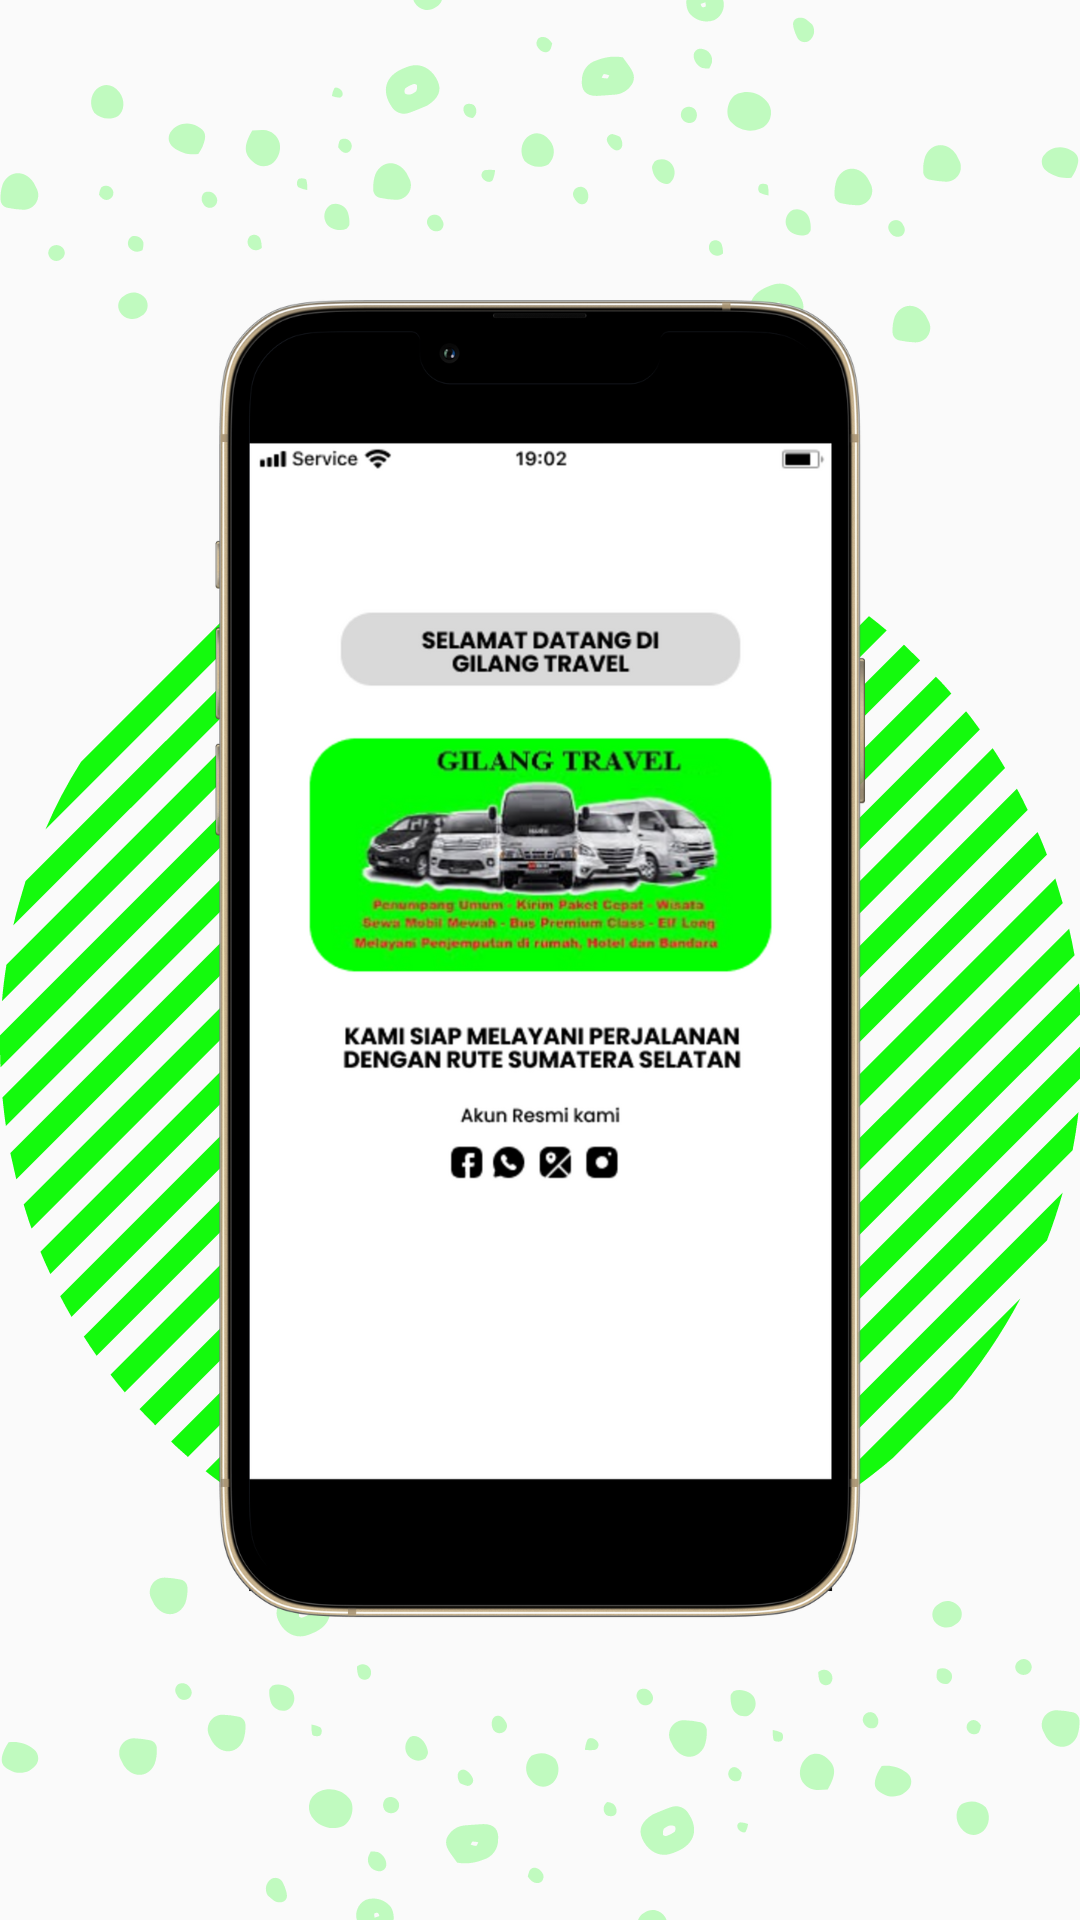 Service
19:02
SELAMAT DATANG DI
GILANG TRAVEL
GILANG TRAVEL
Penumpang Umum - Kirim Paket Cepat - Wisata
Sewa Mobil Mewah - Bus Premium Class - Elf Long
Melayani Penjemputan di rumah, Hotel dan Bandara
KAMI SIAP MELAYANI PERJALANAN
DENGAN RUTE SUMATERA SELATAN
Akun Resmi kami